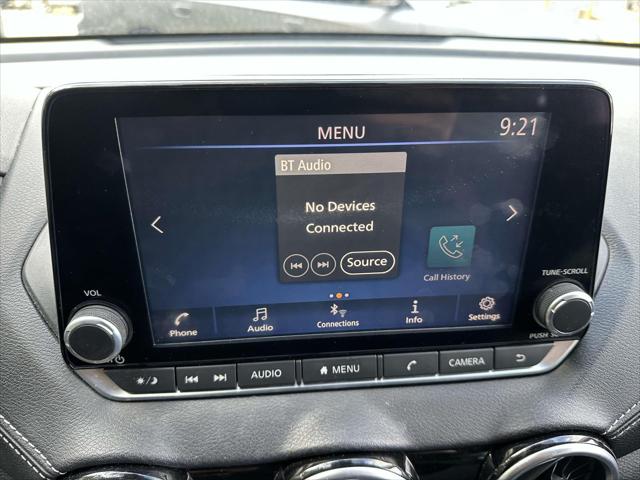 MENU 9:21
BT Audio
No Devices
Connected
Source
Call History
Phone Audio Connections Info Settings
VOL
TUNE·SCROLL
PUSH
AUDIO MENU CAMERA